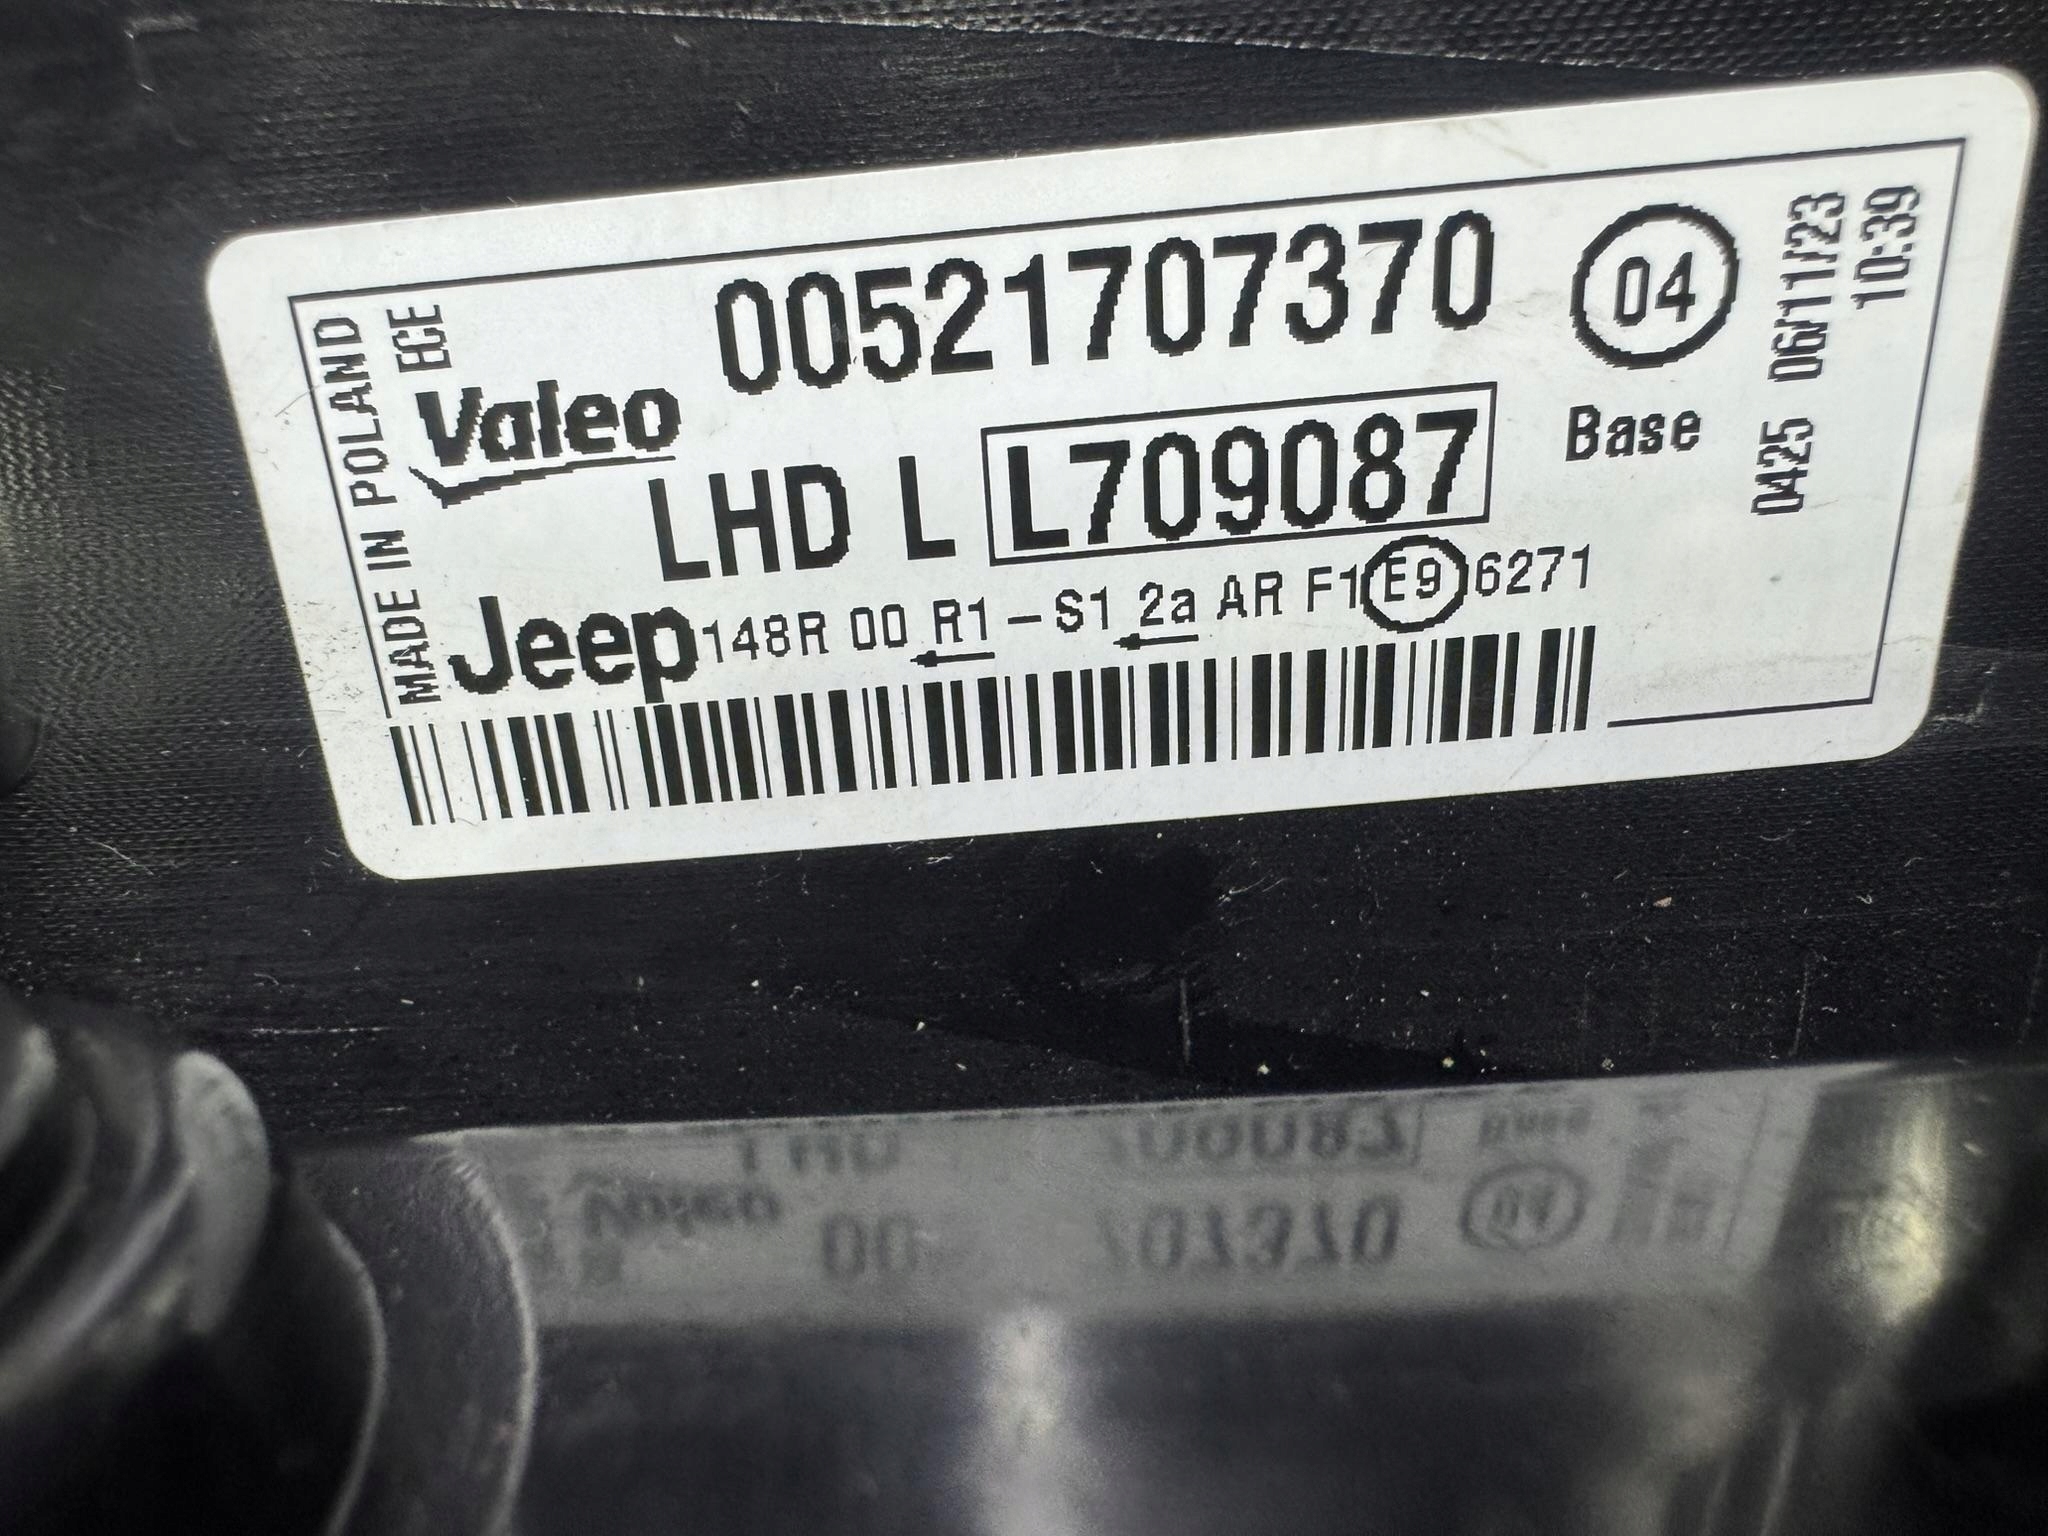 MADE IN POLAND
ECE
Valeo
00521707370
04
LHD L L709087
Base
Jeep 148R 00 R1 - S1 2a AR F1 E9 6271
0425 06/11/23
10:39